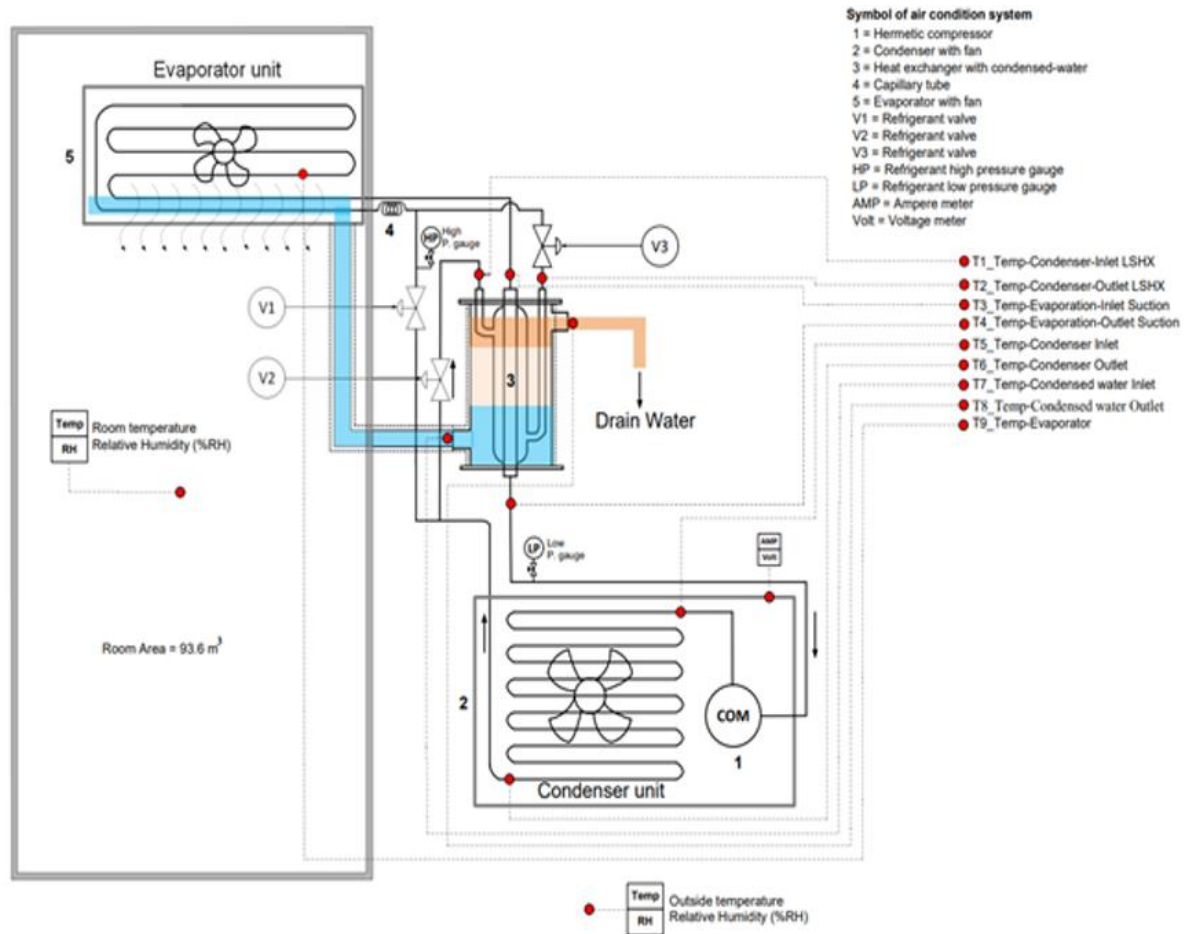 Symbol of air condition system
1 = Hermetic compressor
2 = Condenser with fan
3 = Heat exchanger with condensed-water
4 = Capillary tube
5 = Evaporator with fan
V1 = Refrigerant valve
V2 = Refrigerant valve
V3 = Refrigerant valve
HP = Refrigerant high pressure gauge
LP = Refrigerant low pressure gauge
AMP = Ampere meter
Volt = Voltage meter
Evaporator unit
5
4
HP
High
P. gauge
V3
V1
V2
3
T1_Temp-Condenser-Inlet LSHX
T2_Temp-Condenser-Outlet LSHX
T3_Temp-Evaporation-Inlet Suction
T4_Temp-Evaporation-Outlet Suction
T5_Temp-Condenser Inlet
T6_Temp-Condenser Outlet
T7_Temp-Condensed water Inlet
T8_Temp-Condensed water Outlet
T9_Temp-Evaporator
Drain Water
Temp
RH
Room temperature
Relative Humidity (%RH)
LP
Low
P. gauge
AMP
Volt
Room Area = 93.6 m³
2
COM
1
Condenser unit
Temp
RH
Outside temperature
Relative Humidity (%RH)